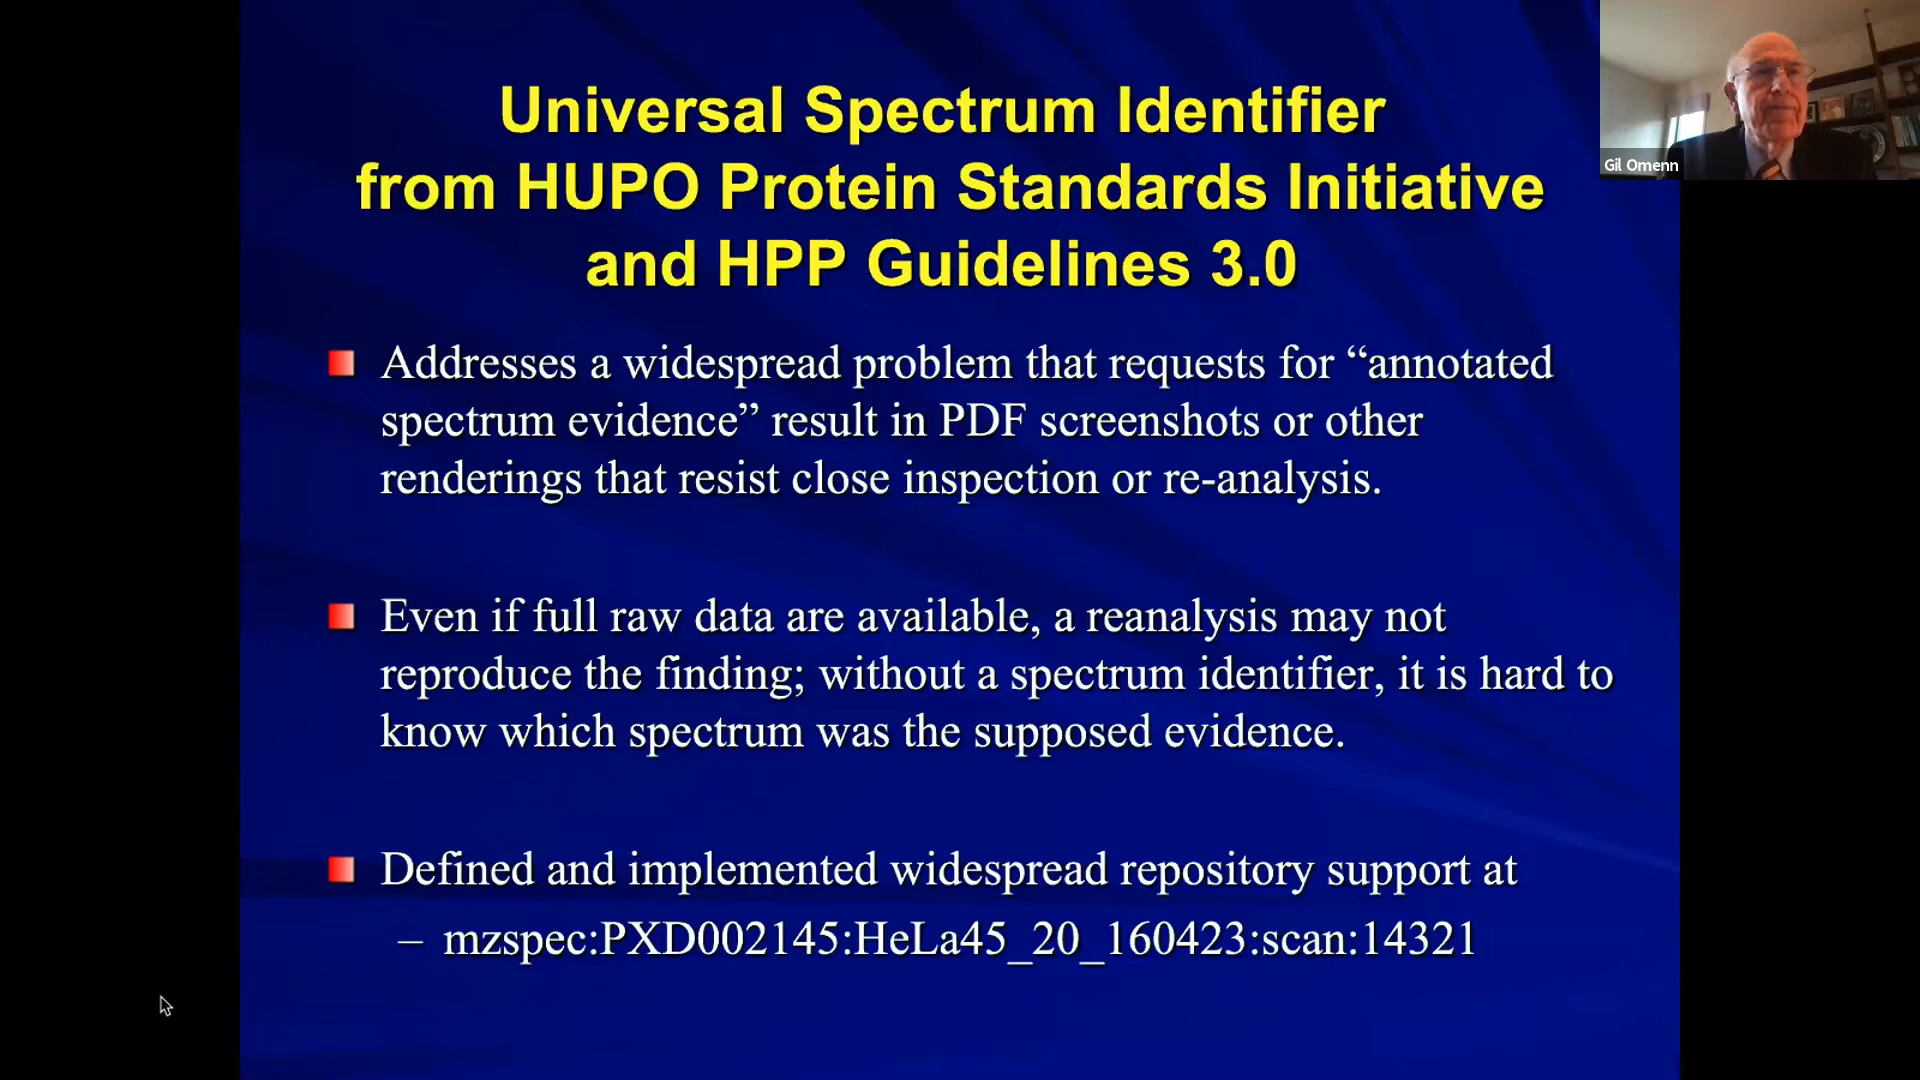 Universal Spectrum Identifier
from HUPO Protein Standards Initiative
and HPP Guidelines 3.0
Gil Omenn
Addresses a widespread problem that requests for “annotated
spectrum evidence” result in PDF screenshots or other
renderings that resist close inspection or re-analysis.
Even if full raw data are available, a reanalysis may not
reproduce the finding; without a spectrum identifier, it is hard to
know which spectrum was the supposed evidence.
Defined and implemented widespread repository support at
– mzspec:PXD002145:HeLa45_20_160423:scan:14321